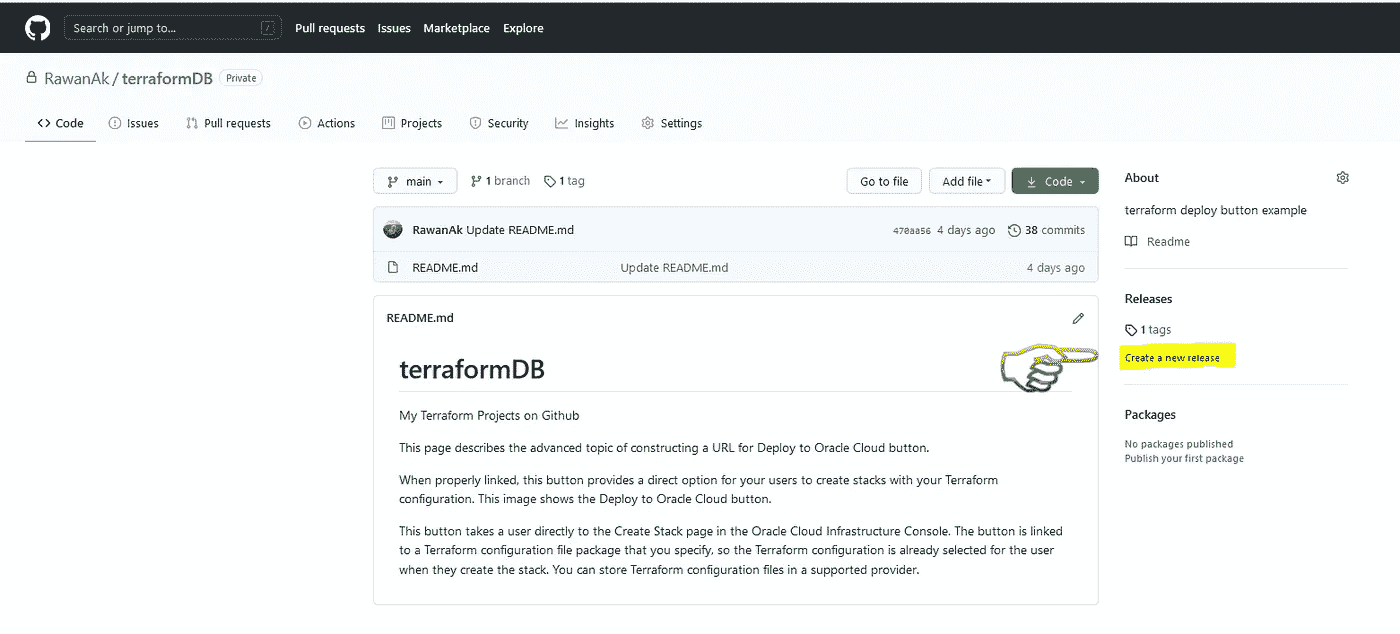 Search or jump to... /
Pull requests Issues Marketplace Explore
RawanAk / terraformDB Private
Code Issues Pull requests Actions Projects Security Insights Settings
main 1 branch 1 tag Go to file Add file Code
RawanAk Update README.md 470aa56 4 days ago 38 commits
README.md Update README.md 4 days ago
README.md
terraformDB
My Terraform Projects on Github
This page describes the advanced topic of constructing a URL for Deploy to Oracle Cloud button.
When properly linked, this button provides a direct option for your users to create stacks with your Terraform
configuration. This image shows the Deploy to Oracle Cloud button.
This button takes a user directly to the Create Stack page in the Oracle Cloud Infrastructure Console. The button is linked
to a Terraform configuration file package that you specify, so the Terraform configuration is already selected for the user
when they create the stack. You can store Terraform configuration files in a supported provider.
About
terraform deploy button example
Readme
Releases
1 tags
Create a new release
Packages
No packages published
Publish your first package